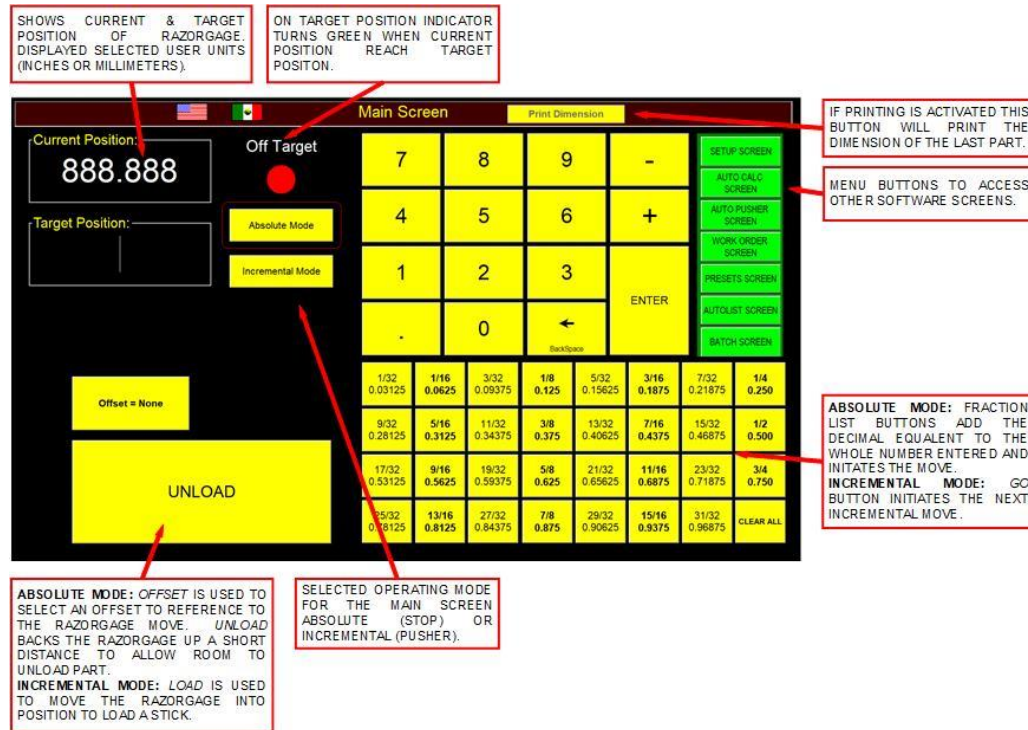 SHOWS CURRENT & TARGET
POSITION OF RAZORGAGE.
DISPLAYED SELECTED USER UNITS
(INCHES OR MILLIMETERS).
ON TARGET POSITION INDICATOR
TURNS GREEN WHEN CURRENT
POSITION REACH TARGET
POSITON.
Main Screen
Print Dimension
IF PRINTING IS ACTIVATED THIS
BUTTON WILL PRINT THE
DIMENSION OF THE LAST PART.
MENU BUTTONS TO ACCESS
OTHER SOFTWARE SCREENS.
Current Position:
888.888
Target Position:
Off Target
Absolute Mode
Incremental Mode
7 8 9 -
4 5 6 +
1 2 3
ENTER
. 0
BackSpace
SETUP SCREEN
AUTO CALC
SCREEN
AUTO PUSHER
SCREEN
WORK ORDER
SCREEN
PRESETS SCREEN
AUTOLIST SCREEN
BATCH SCREEN
Offset = None
UNLOAD
1/32 1/16 3/32 1/8 5/32 3/16 7/32 1/4
0.03125 0.0625 0.09375 0.125 0.15625 0.1875 0.21875 0.250
9/32 5/16 11/32 3/8 13/32 7/16 15/32 1/2
0.28125 0.3125 0.34375 0.375 0.40625 0.4375 0.46875 0.500
17/32 9/16 19/32 5/8 21/32 11/16 23/32 3/4
0.53125 0.5625 0.59375 0.625 0.65625 0.6875 0.71875 0.750
25/32 13/16 27/32 7/8 29/32 15/16 31/32 CLEAR ALL
0.78125 0.8125 0.84375 0.875 0.90625 0.9375 0.96875
ABSOLUTE MODE: FRACTION
LIST BUTTONS ADD THE
DECIMAL EQUALENT TO THE
WHOLE NUMBER ENTERED AND
INITATES THE MOVE.
INCREMENTAL MODE: GO
BUTTON INITIATES THE NEXT
INCREMENTAL MOVE.
ABSOLUTE MODE: OFFSET IS USED TO
SELECT AN OFFSET TO REFERENCE TO
THE RAZORGAGE MOVE. UNLOAD
BACKS THE RAZORGAGE UP A SHORT
DISTANCE TO ALLOW ROOM TO
UNLOAD PART.
INCREMENTAL MODE: LOAD IS USED
TO MOVE THE RAZORGAGE INTO
POSITION TO LOAD A STICK.
SELECTED OPERATING MODE
FOR THE MAIN SCREEN
ABSOLUTE (STOP) OR
INCREMENTAL (PUSHER).